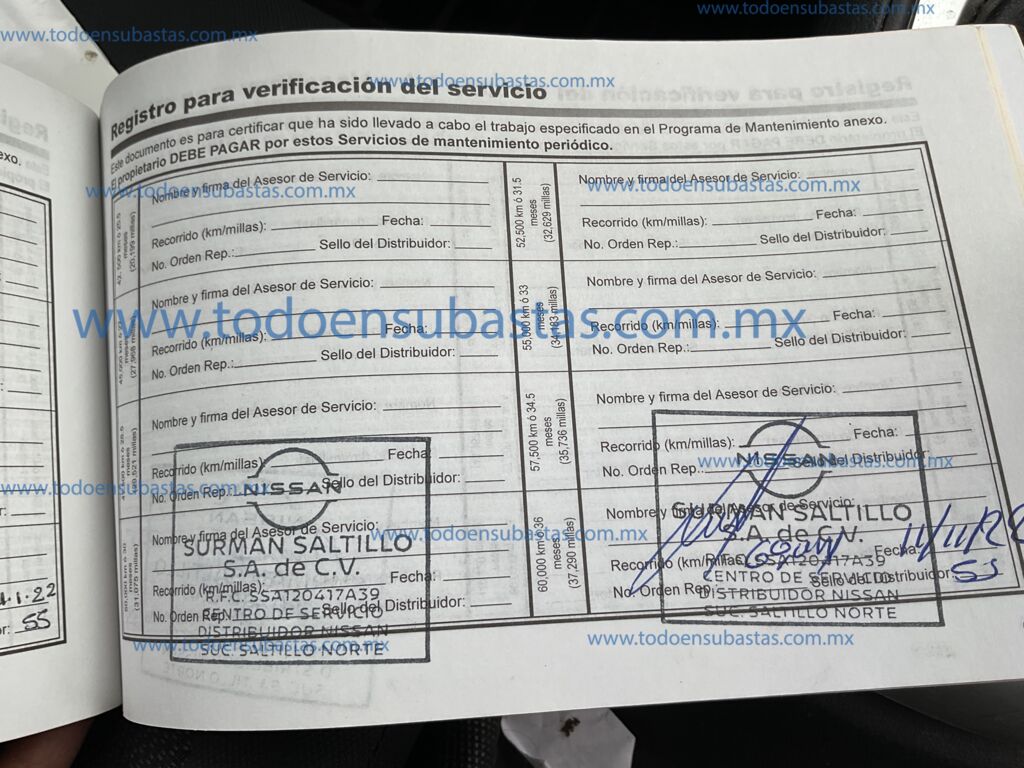 www.todoensubastas.com.mx
www.todoensubastas.com.mx
www.todoensubastas.com.mx
Registro para verificación del servicio
Este documento es para certificar que ha sido llevado a cabo el trabajo especificado en el Programa de Mantenimiento anexo.
El propietario DEBE PAGAR por estos Servicios de mantenimiento periódico.
Nombre y firma del Asesor de Servicio:
www.todoensubastas.com.mx
Recorrido (km/millas): Fecha:
No. Orden Rep.: Sello del Distribuidor:
52,500 km ó 31.5
meses
(32,629 millas)
Nombre y firma del Asesor de Servicio:
www.todoensubastas.com.mx
Recorrido (km/millas): Fecha:
No. Orden Rep.: Sello del Distribuidor:
Nombre y firma del Asesor de Servicio:
www.todoensubastas.com.mx
Recorrido (km/millas): Fecha:
No. Orden Rep.: Sello del Distribuidor:
55,000 km ó 33
meses
(34,183 millas)
Nombre y firma del Asesor de Servicio:
Recorrido (km/millas): Fecha:
No. Orden Rep.: Sello del Distribuidor:
Nombre y firma del Asesor de Servicio:
Recorrido (km/millas): Fecha:
No. Orden Rep.: Sello del Distribuidor:
www.todoensubastas.com.mx
57,500 km ó 34.5
meses
(35,736 millas)
Nombre y firma del Asesor de Servicio:
Recorrido (km/millas): Fecha:
No. Orden Rep.: Sello del Distribuidor:
www.todoensubastas.com.mx
Nombre y firma del Asesor de Servicio:
Recorrido (km/millas): Fecha:
No. Orden Rep.: Sello del Distribuidor:
60,000 km ó 36
meses
(37,290 millas)
Nombre y firma del Asesor de Servicio:
Recorrido (km/millas): Fecha:
No. Orden Rep. Sello del Distribuidor: SS
NISSAN
SURMAN SALTILLO
S.A. de C.V.
R.F.C. SSA120417A39
CENTRO DE SERVICIO
DISTRIBUIDOR NISSAN
SUC. SALTILLO NORTE
NISSAN
SURMAN SALTILLO
S.A. de C.V.
R.F.C. SSA120417A39
CENTRO DE SERVICIO
DISTRIBUIDOR NISSAN
SUC. SALTILLO NORTE
www.todoensubastas.com.mx
SS